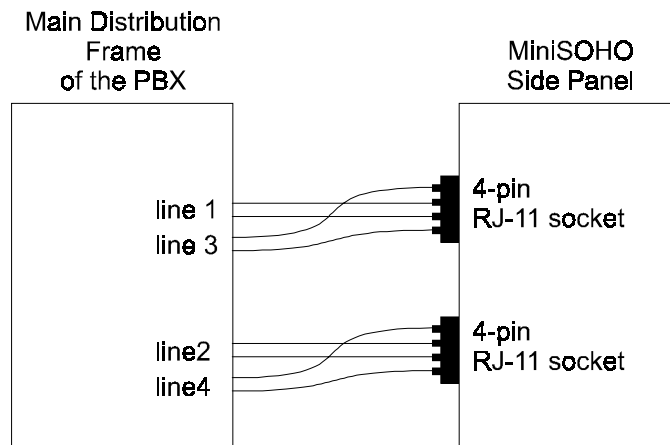 Main Distribution
Frame
of the PBX
MiniSOHO
Side Panel
line 1
line 3
4-pin
RJ-11 socket
line2
line4
4-pin
RJ-11 socket